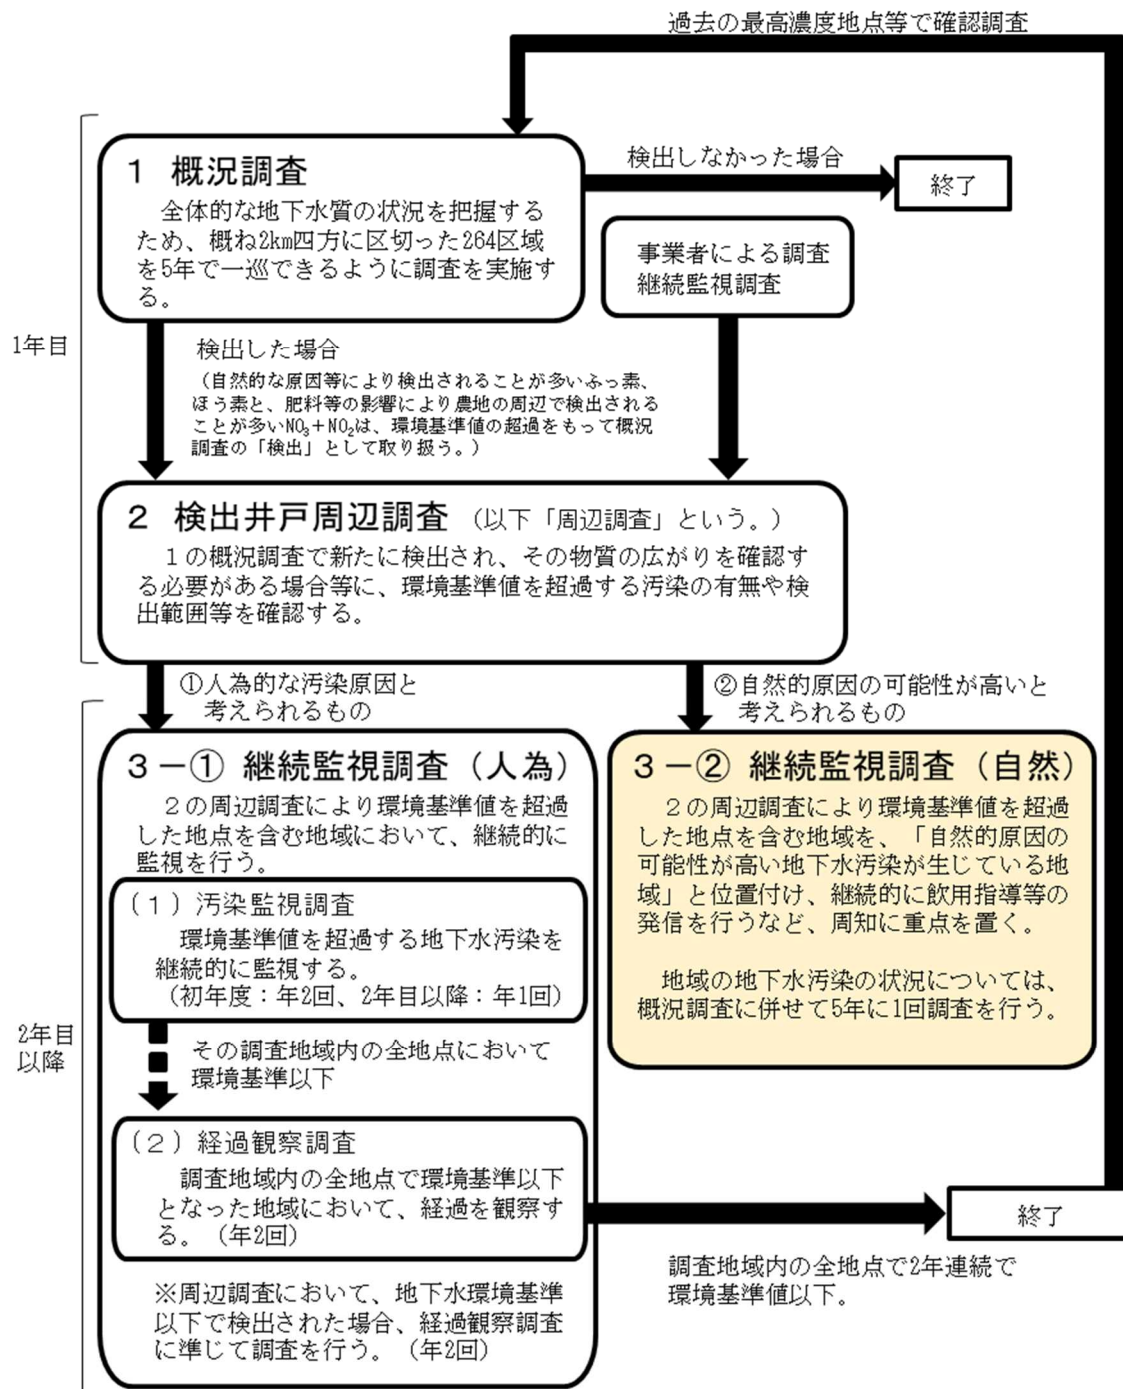 過去の最高濃度地点等で確認調査
1 概況調査
全体的な地下水質の状況を把握する
ため、概ね2km四方に区切った264区域
を5年で一巡できるように調査を実施す
る。
検出しなかった場合
終了
事業者による調査
継続監視調査
1年目
検出した場合
（自然的な原因等により検出されることが多いふっ素、
ほう素と、肥料等の影響により農地の周辺で検出される
ことが多いNO₃＋NO₂は、環境基準値の超過をもって概況
調査の「検出」として取り扱う。）
2 検出井戸周辺調査 （以下「周辺調査」という。）
１の概況調査で新たに検出され、その物質の広がりを確認す
る必要がある場合等に、環境基準値を超過する汚染の有無や検
出範囲等を確認する。
①人為的な汚染原因と
考えられるもの
②自然的原因の可能性が高いと
考えられるもの
2年目
以降
3－① 継続監視調査（人為）
２の周辺調査により環境基準値を超過
した地点を含む地域において、継続的に
監視を行う。
（１）汚染監視調査
環境基準値を超過する地下水汚染を
継続的に監視する。
（初年度：年2回、2年目以降：年1回）
その調査地域内の全地点において
環境基準以下
（２）経過観察調査
調査地域内の全地点で環境基準以下
となった地域において、経過を観察す
る。（年2回）
※周辺調査において、地下水環境基準
以下で検出された場合、経過観察調査
に準じて調査を行う。（年2回）
3－② 継続監視調査（自然）
２の周辺調査により環境基準値を超過
した地点を含む地域を、「自然的原因の
可能性が高い地下水汚染が生じている地
域」と位置付け、継続的に飲用指導等の
発信を行うなど、周知に重点を置く。
地域の地下水汚染の状況については、
概況調査に併せて5年に1回調査を行う。
終了
調査地域内の全地点で2年連続で
環境基準値以下。